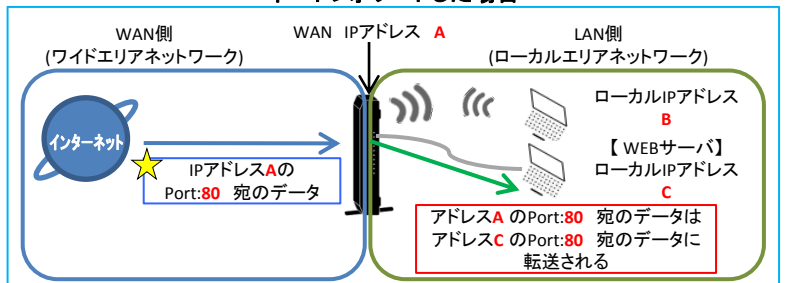 WAN側
(ワイドエリアネットワーク)
WAN IPアドレス A
LAN側
(ローカルエリアネットワーク)
インターネット
IPアドレスAの
Port:80 宛のデータ
ローカルIPアドレス
B
【 WEBサーバ】
ローカルIPアドレス
C
アドレスA のPort:80 宛のデータは
アドレスC のPort:80 宛のデータに
転送される